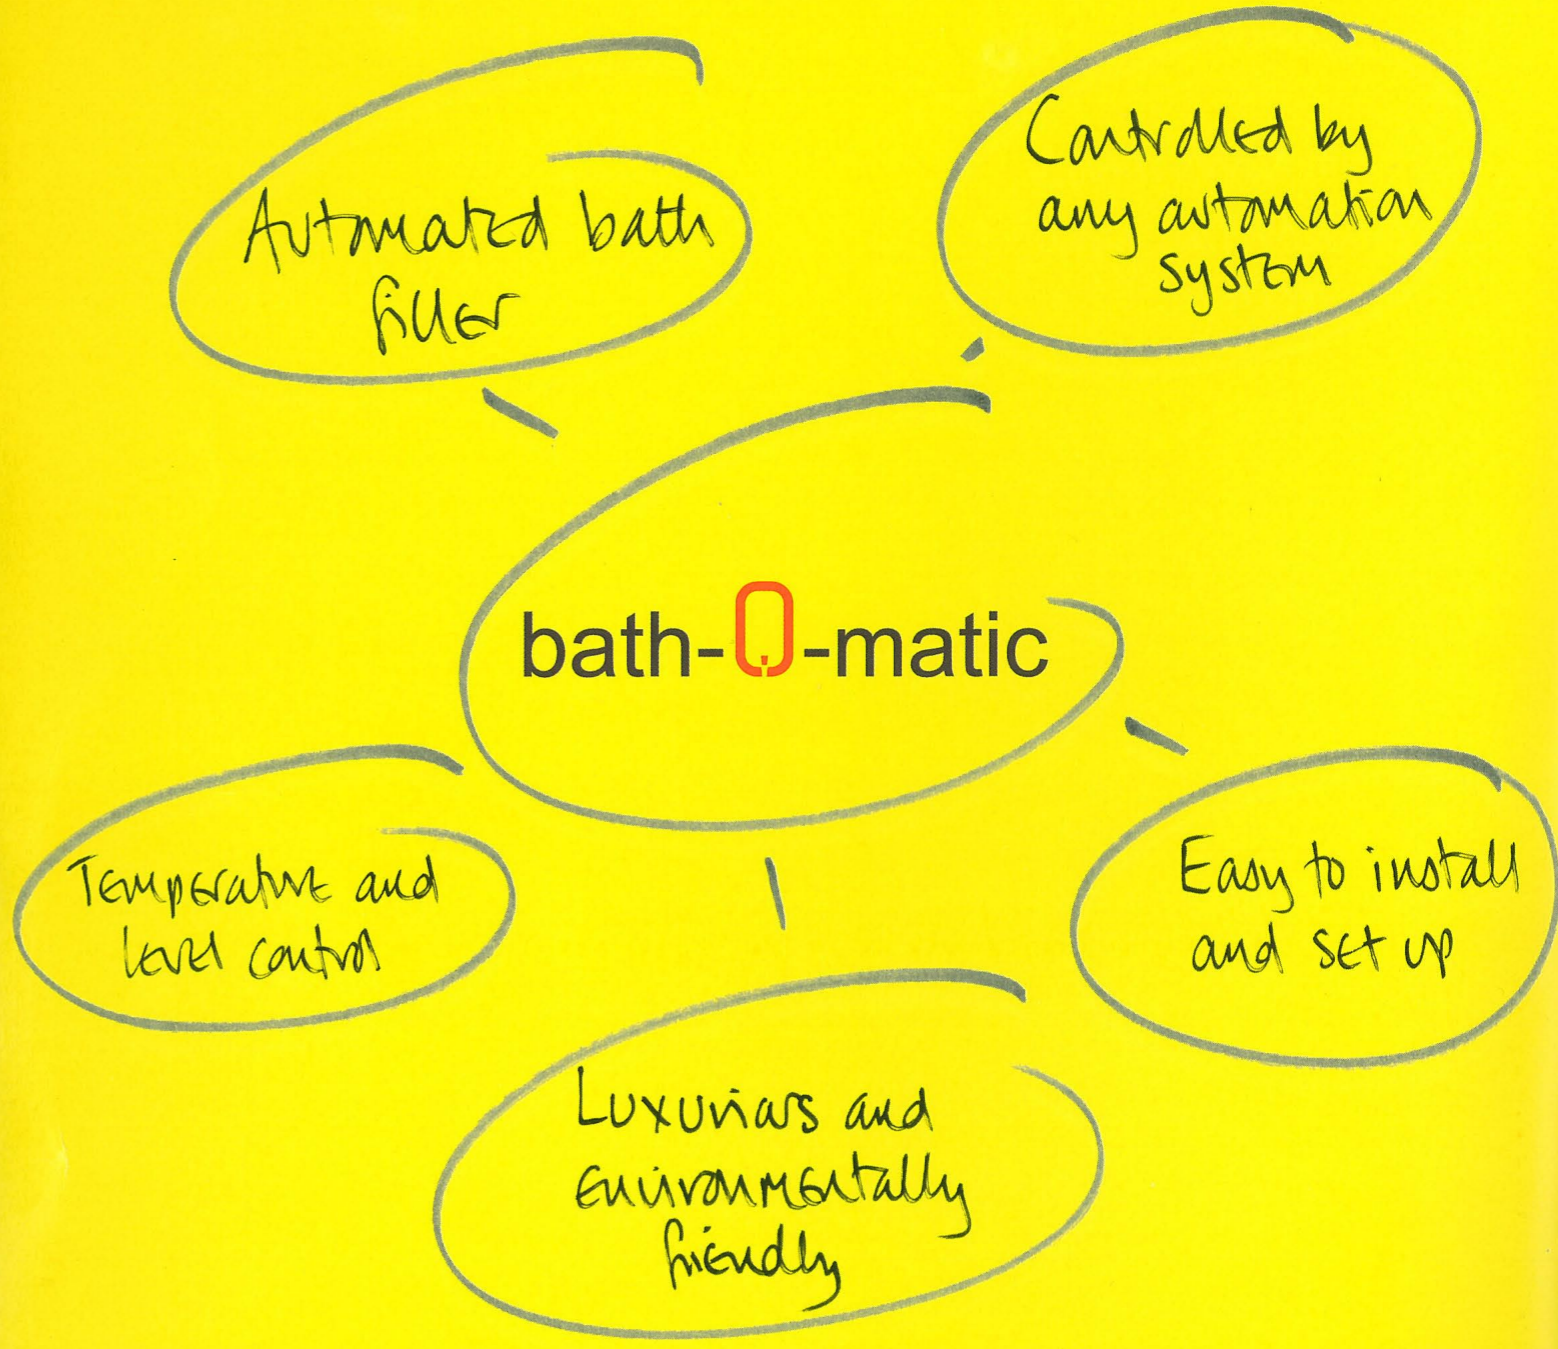 Automated bath
filler
Controlled by
any automation
system
bath-O-matic
Temperature and
level control
Easy to install
and set up
Luxurious and
environmentally
friendly